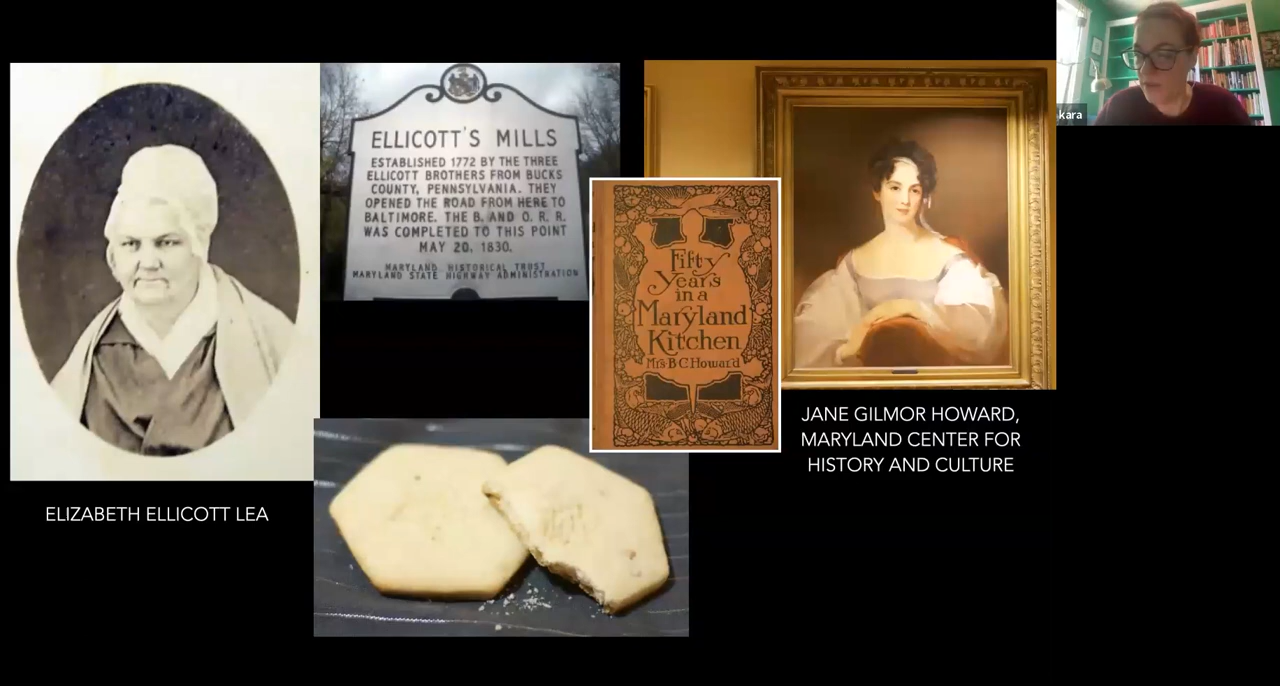 ELLICOTT'S MILLS
ESTABLISHED 1772 BY THE THREE
ELLICOTT BROTHERS FROM BUCKS
COUNTY, PENNSYLVANIA. THEY
OPENED THE ROAD FROM HERE TO
BALTIMORE. THE B. AND O. R. R.
WAS COMPLETED TO THIS POINT
MAY 20, 1830.
MARYLAND HISTORICAL TRUST
MARYLAND STATE HIGHWAY ADMINISTRATION
Fifty
Years
in a
Maryland
Kitchen
Mrs B C Howard
kara
JANE GILMOR HOWARD,
MARYLAND CENTER FOR
HISTORY AND CULTURE
ELIZABETH ELLICOTT LEA